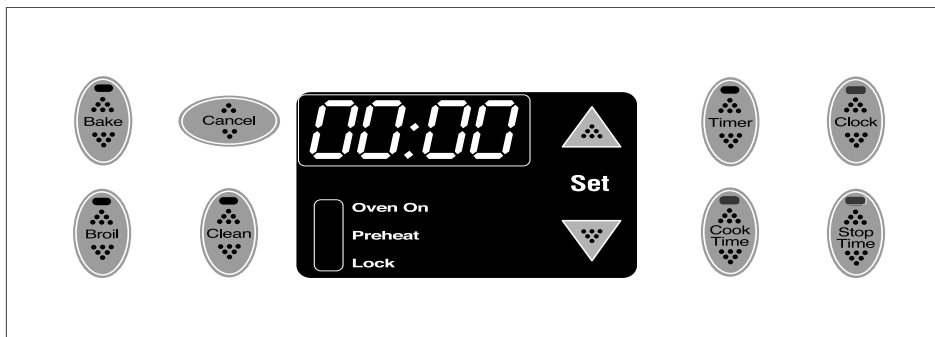 Bake
Cancel
00:00
Timer
Clock
Set
Oven On
Preheat
Lock
Broil
Clean
Cook
Time
Stop
Time